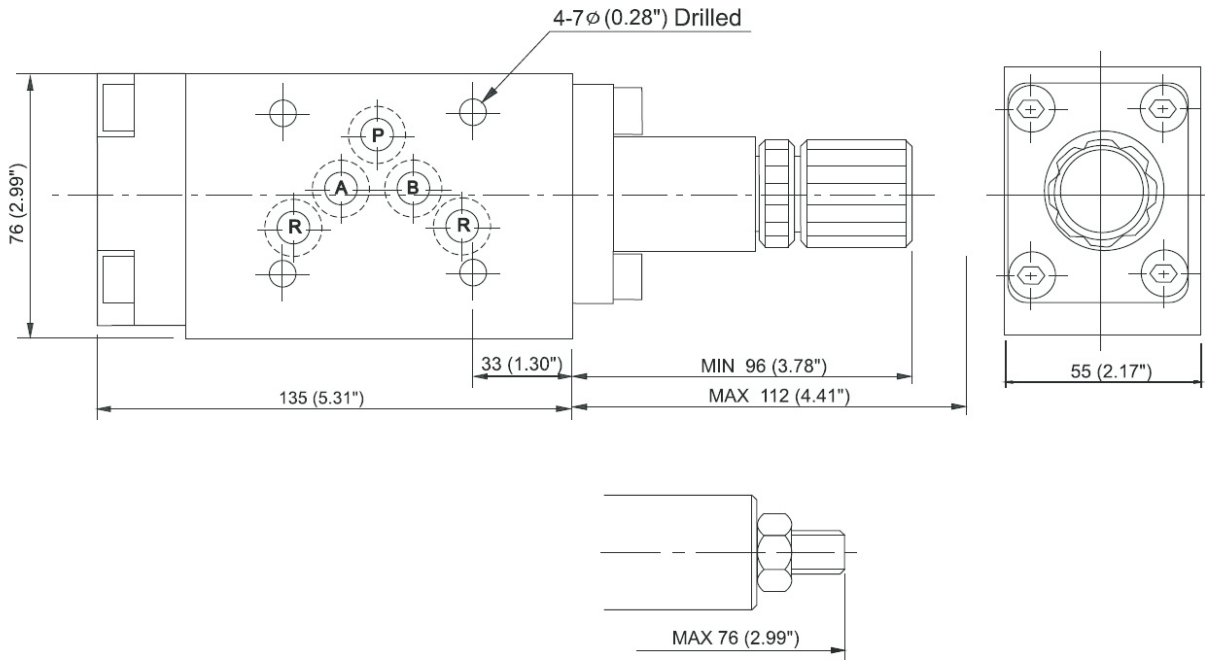 4-7ø (0.28") Drilled
76 (2.99")
P
A
B
R
R
33 (1.30")
MIN 96 (3.78")
55 (2.17")
135 (5.31")
MAX 112 (4.41")
MAX 76 (2.99")